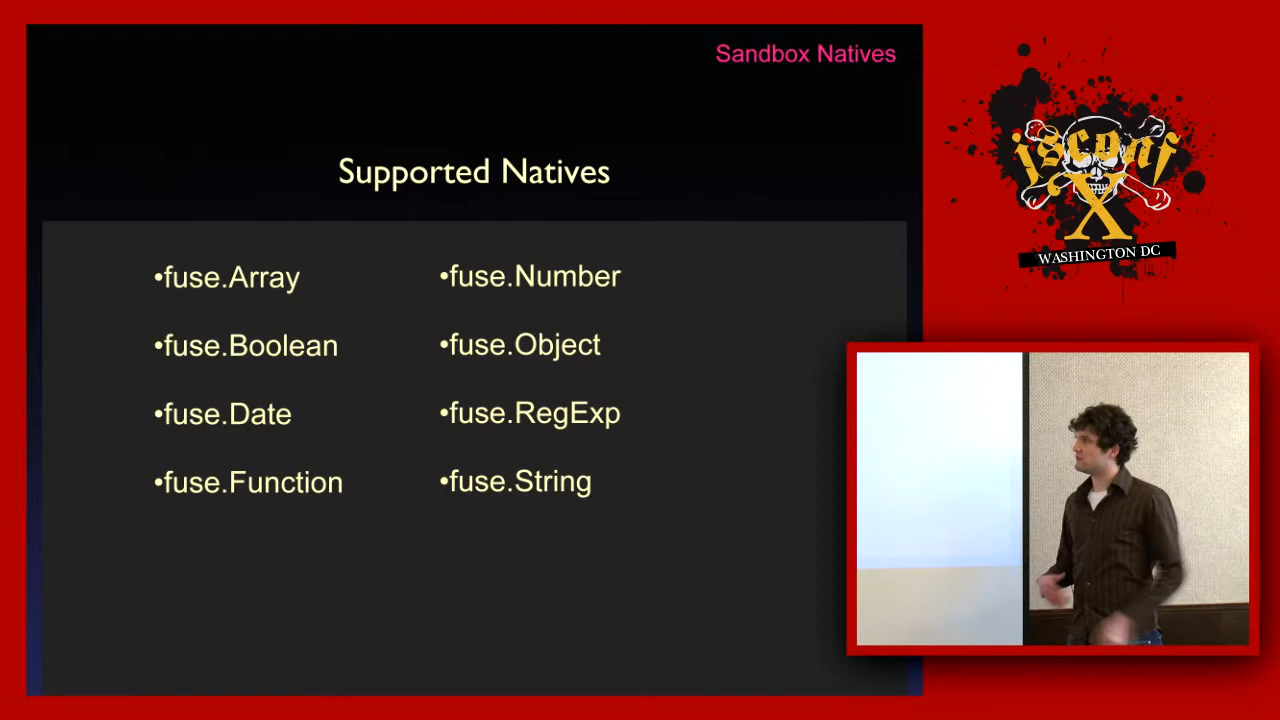 Sandbox Natives
Supported Natives
•fuse.Array
•fuse.Boolean
•fuse.Date
•fuse.Function
•fuse.Number
•fuse.Object
•fuse.RegExp
•fuse.String
jsconf
X
WASHINGTON DC